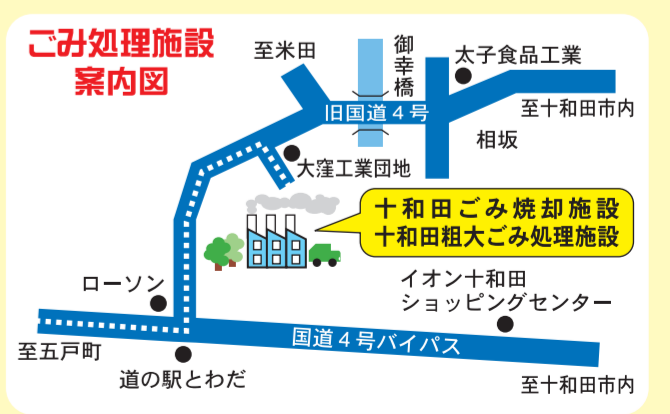 ごみ処理施設
案内図
至米田
御幸橋
太子食品工業
至十和田市内
旧国道４号
相坂
大窪工業団地
十和田ごみ焼却施設
十和田粗大ごみ処理施設
ローソン
イオン十和田
ショッピングセンター
国道４号バイパス
至五戸町
道の駅とわだ
至十和田市内